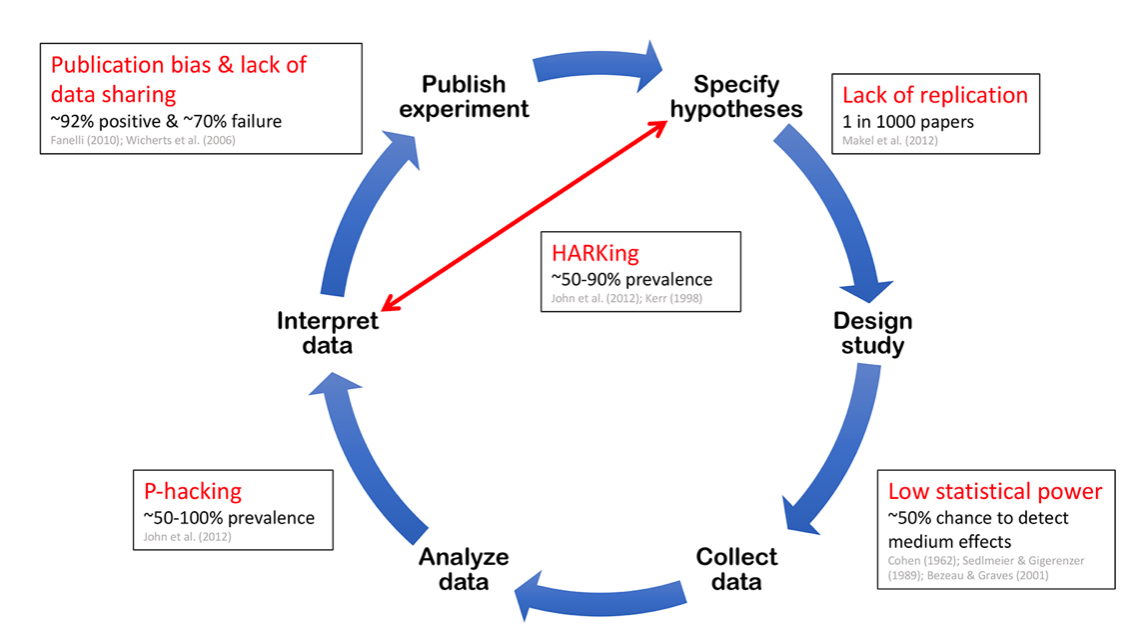 Publication bias & lack of
data sharing
~92% positive & ~70% failure
Fanelli (2010); Wicherts et al. (2006)
Publish
experiment
Specify
hypotheses
Lack of replication
1 in 1000 papers
Makel et al. (2012)
HARKing
~50-90% prevalence
John et al. (2012); Kerr (1998)
Interpret
data
Design
study
P-hacking
~50-100% prevalence
John et al. (2012)
Analyze
data
Collect
data
Low statistical power
~50% chance to detect
medium effects
Cohen (1962); Sedlmeier & Gigerenzer
(1989); Bezeau & Graves (2001)